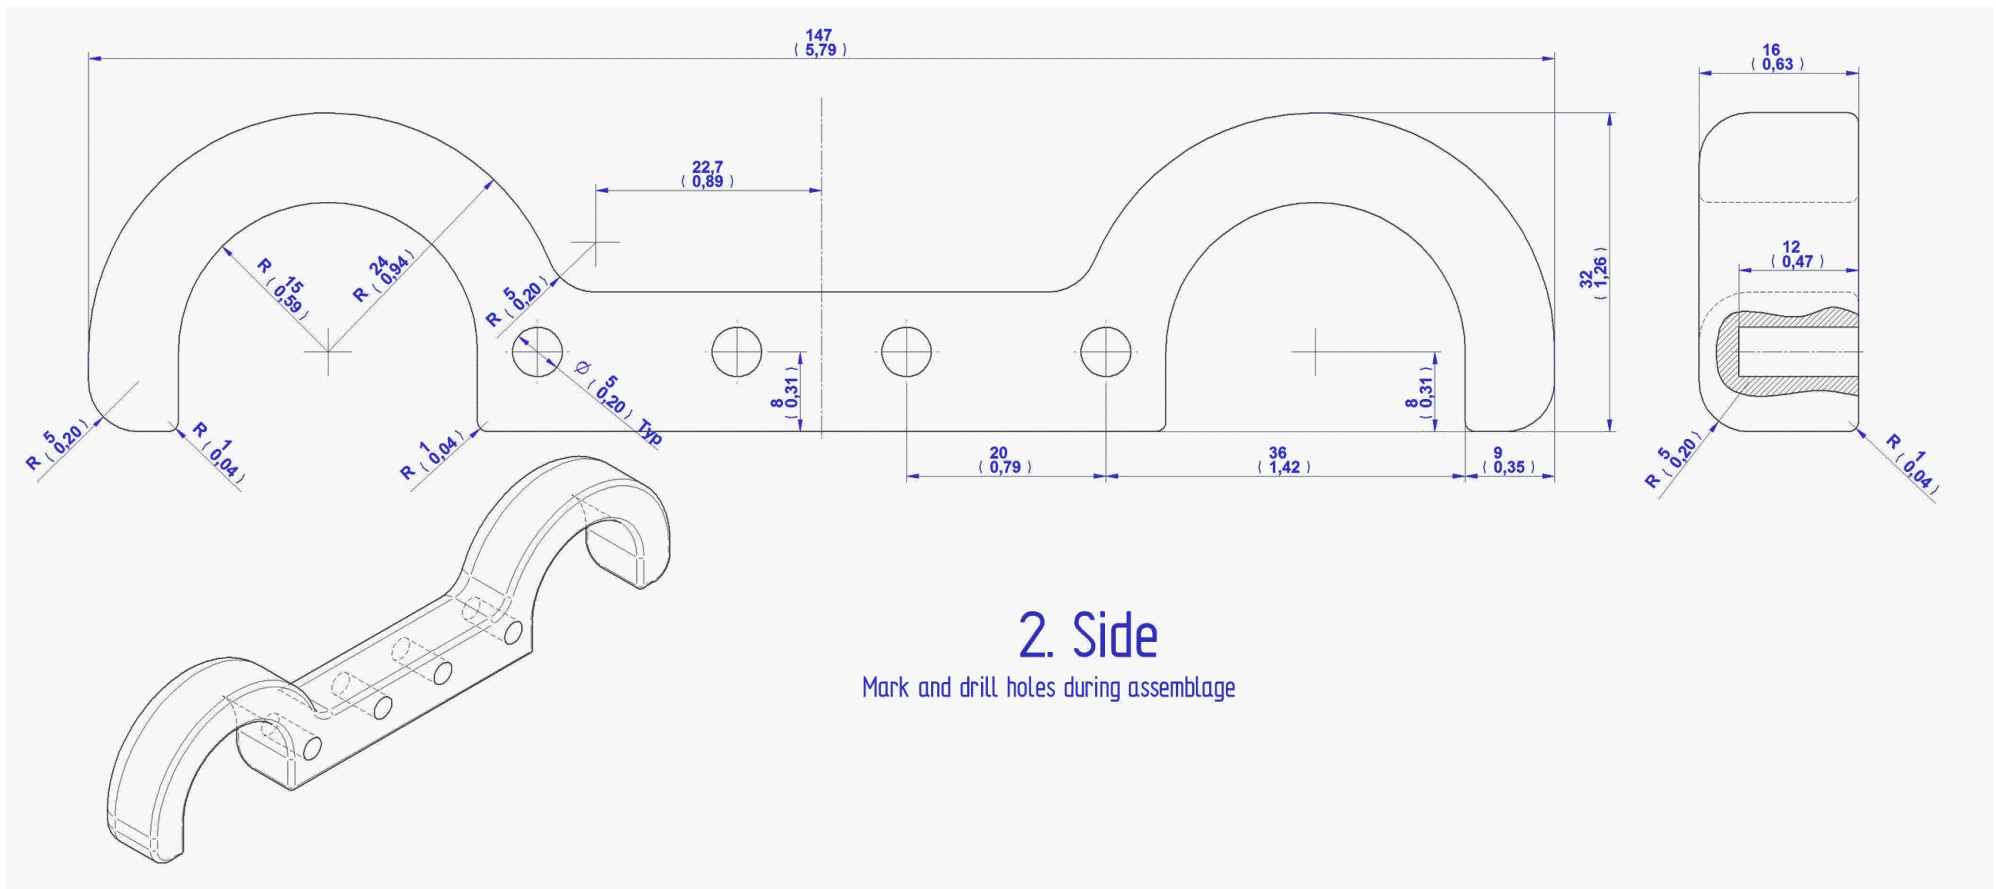 147
( 5,79 )
16
( 0,63 )
22,7
( 0,89 )
R 24
( 0,94 )
R 15
( 0,59 )
R 5
( 0,20 )
32
( 1,26 )
12
( 0,47 )
Ø 5
( 0,20 ) Typ
8
( 0,31 )
8
( 0,31 )
R 5
( 0,20 )
R 1
( 0,04 )
R 1
( 0,04 )
20
( 0,79 )
36
( 1,42 )
9
( 0,35 )
R 5
( 0,20 )
R 1
( 0,04 )
2. Side
Mark and drill holes during assemblage